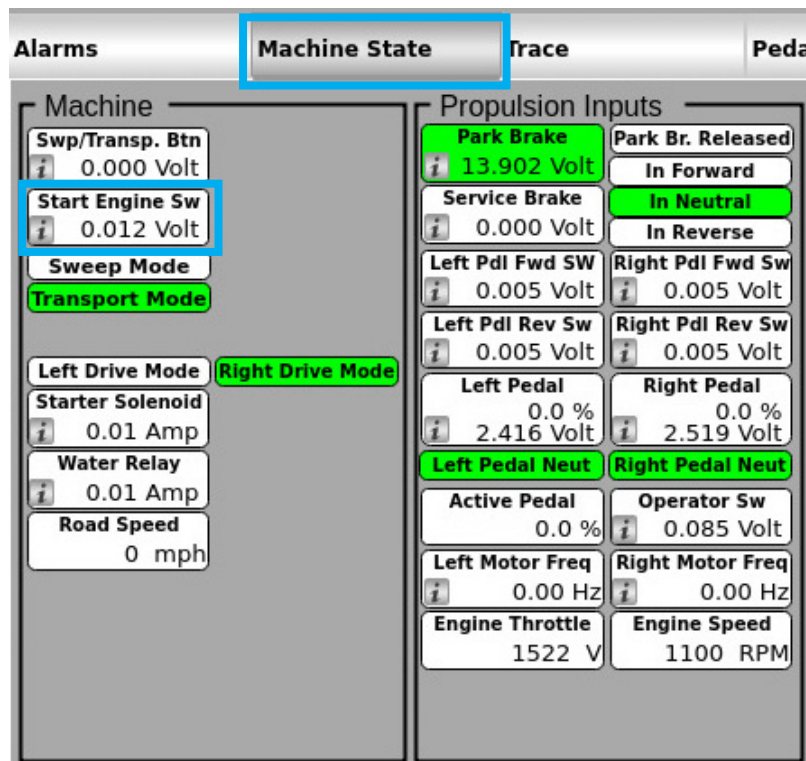 Alarms
Machine State
Trace
Peda
Machine
Swp/Transp. Btn
i 0.000 Volt
Start Engine Sw
i 0.012 Volt
Sweep Mode
Transport Mode
Left Drive Mode
Right Drive Mode
Starter Solenoid
i 0.01 Amp
Water Relay
i 0.01 Amp
Road Speed
0 mph
Propulsion Inputs
Park Brake
i 13.902 Volt
Park Br. Released
In Forward
Service Brake
i 0.000 Volt
In Neutral
In Reverse
Left Pdl Fwd SW
i 0.005 Volt
Right Pdl Fwd Sw
i 0.005 Volt
Left Pdl Rev Sw
i 0.005 Volt
Right Pdl Rev Sw
i 0.005 Volt
Left Pedal
0.0 %
i 2.416 Volt
Right Pedal
0.0 %
i 2.519 Volt
Left Pedal Neut
Right Pedal Neut
Active Pedal
0.0 %
Operator Sw
i 0.085 Volt
Left Motor Freq
i 0.00 Hz
Right Motor Freq
i 0.00 Hz
Engine Throttle
1522 V
Engine Speed
1100 RPM